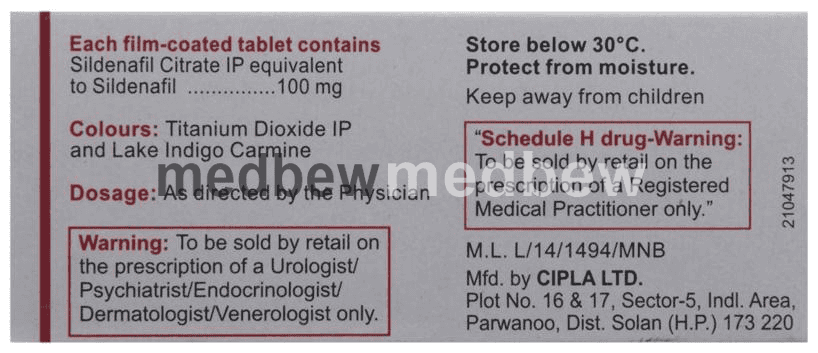 Each film-coated tablet contains
Sildenafil Citrate IP equivalent
to Sildenafil ...............100 mg
Colours: Titanium Dioxide IP
and Lake Indigo Carmine
Dosage: As directed by the Physician
Warning: To be sold by retail on
the prescription of a Urologist/
Psychiatrist/Endocrinologist/
Dermatologist/Venerologist only.
Store below 30°C.
Protect from moisture.
Keep away from children
"Schedule H drug-Warning:
To be sold by retail on the
prescription of a Registered
Medical Practitioner only."
M.L. L/14/1494/MNB
Mfd. by CIPLA LTD.
Plot No. 16 & 17, Sector-5, Indl. Area,
Parwanoo, Dist. Solan (H.P.) 173 220
21047913
medbew medbew